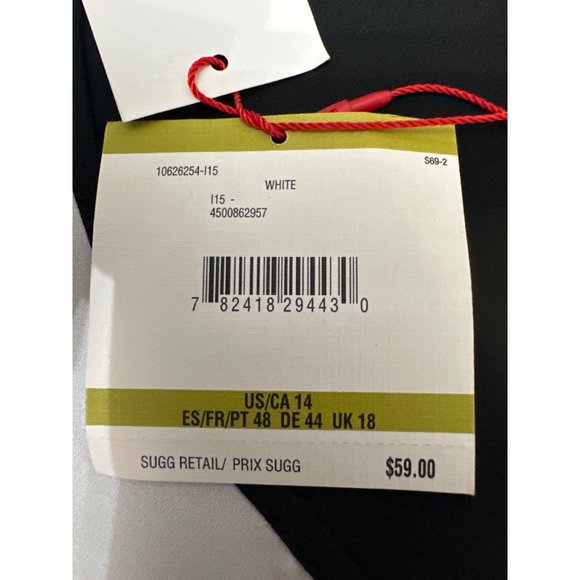 S69-2
10626254-I15
WHITE
I15 -
4500862957
7 82418 29443 0
US/CA 14
ES/FR/PT 48 DE 44 UK 18
SUGG RETAIL/ PRIX SUGG $59.00